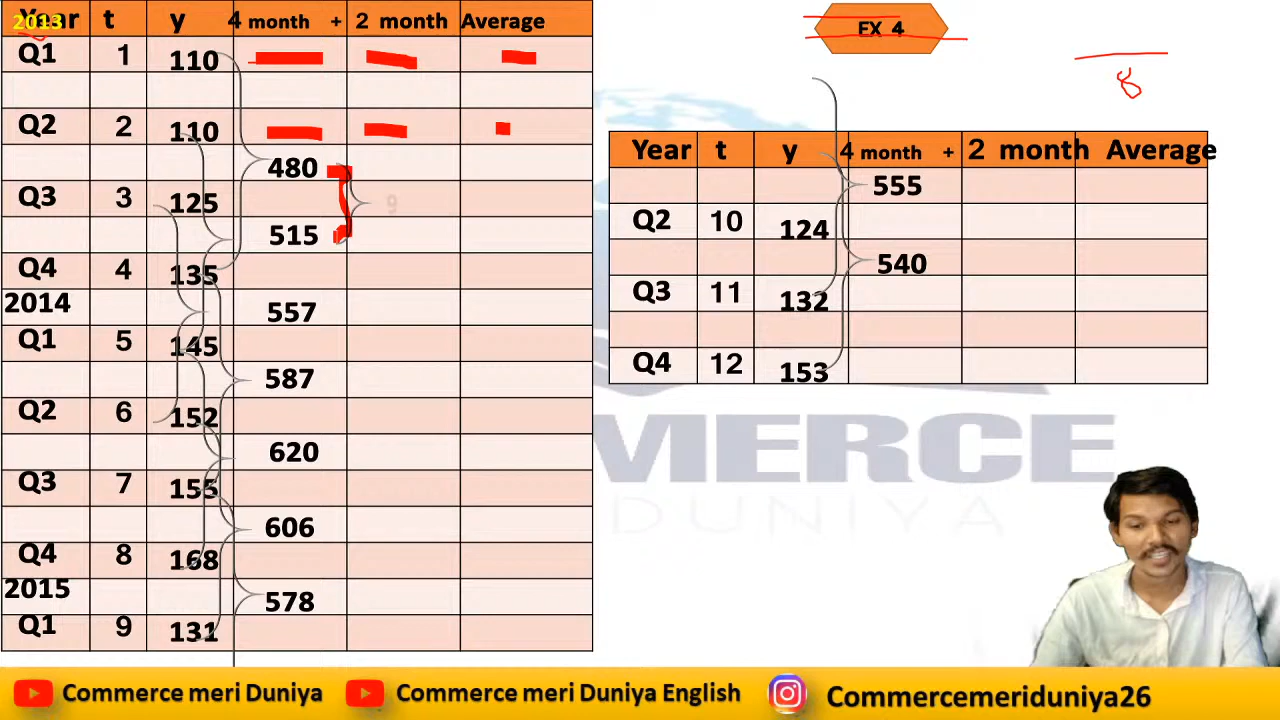 Year t y 4 month + 2 month Average
2013
Q1 1 110
Q2 2 110
480
Q3 3 125
9
515
Q4 4 135
2014
557
Q1 5 145
587
Q2 6 152
620
Q3 7 155
606
Q4 8 168
2015
578
Q1 9 131
EX 4
8
Year t y 4 month + 2 month Average
555
Q2 10 124
540
Q3 11 132
Q4 12 153
MERCE
DUNIYA
Commerce meri Duniya
Commerce meri Duniya English
Commercemeriduniya26